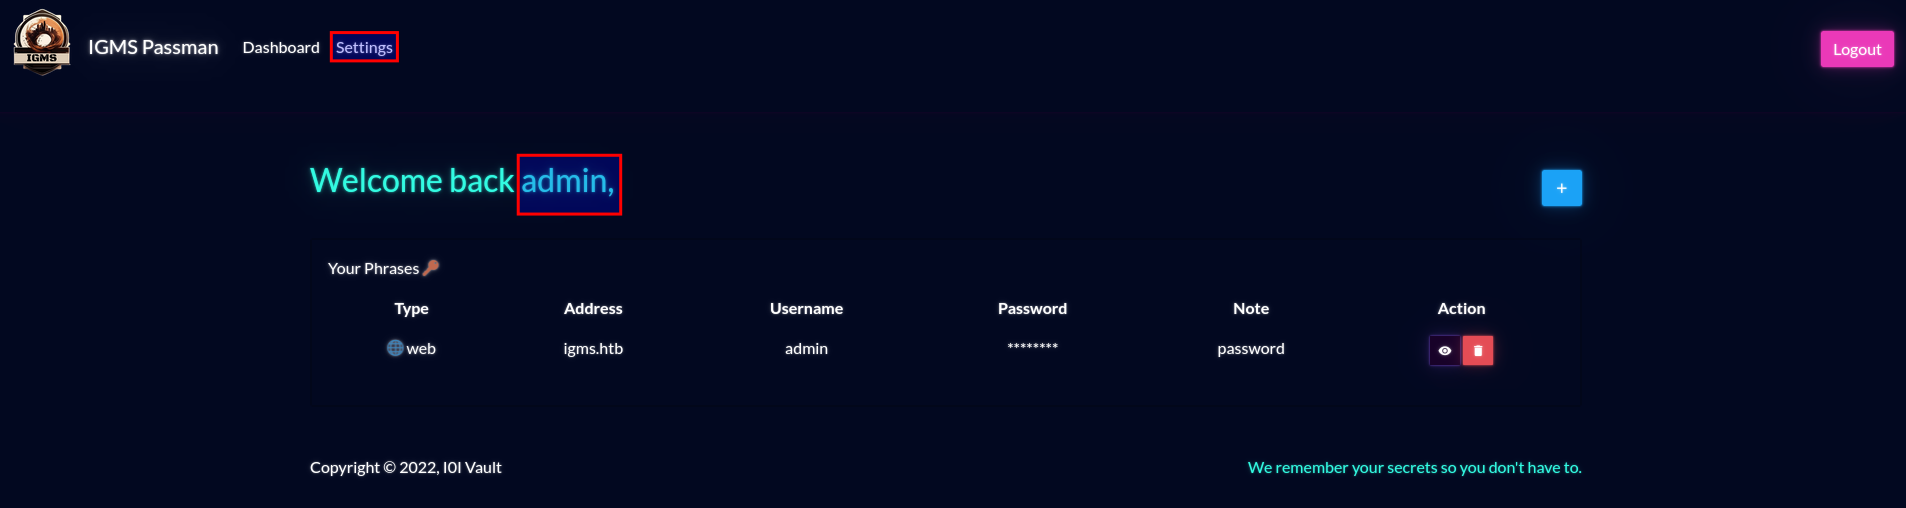 IGMS
IGMS Passman Dashboard Settings Logout
Welcome back admin,
+
Your Phrases
Type Address Username Password Note Action
web igms.htb admin ******** password
Copyright © 2022, I0I Vault We remember your secrets so you don't have to.